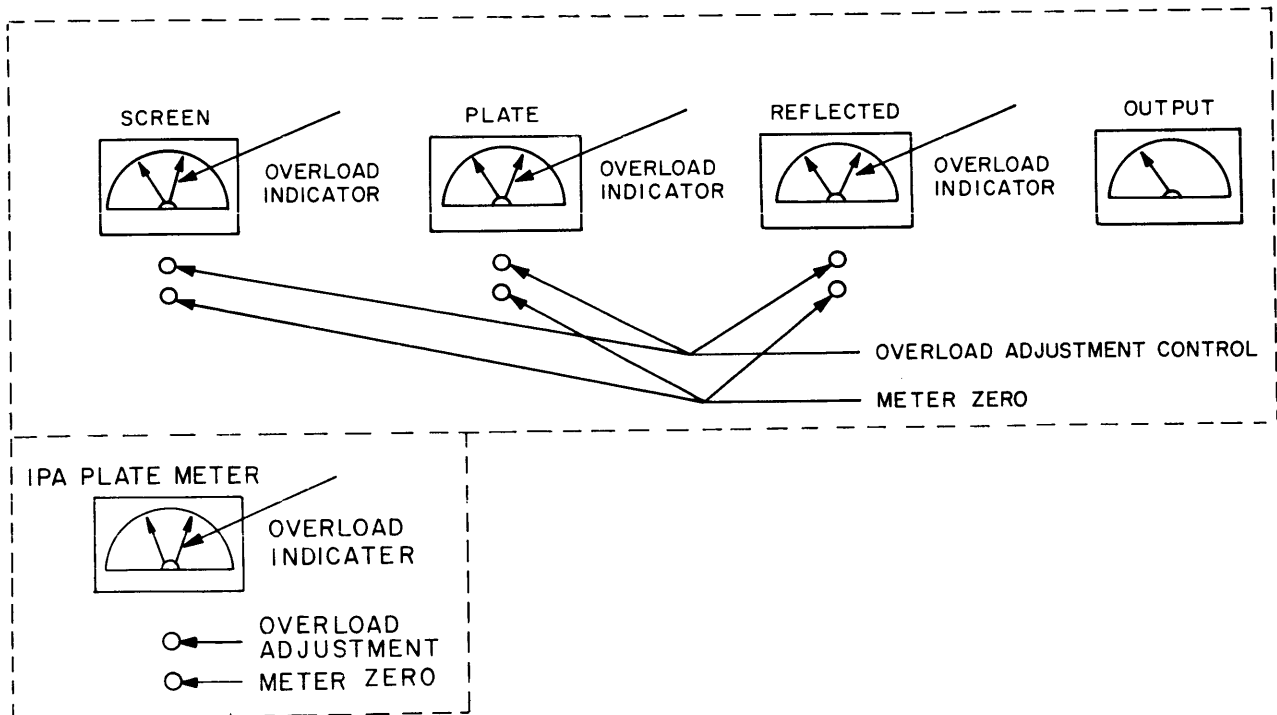 SCREEN
PLATE
REFLECTED
OUTPUT
OVERLOAD
INDICATOR
OVERLOAD
INDICATOR
OVERLOAD
INDICATOR
OVERLOAD ADJUSTMENT CONTROL
METER ZERO
IPA PLATE METER
OVERLOAD
INDICATER
OVERLOAD
ADJUSTMENT
METER ZERO